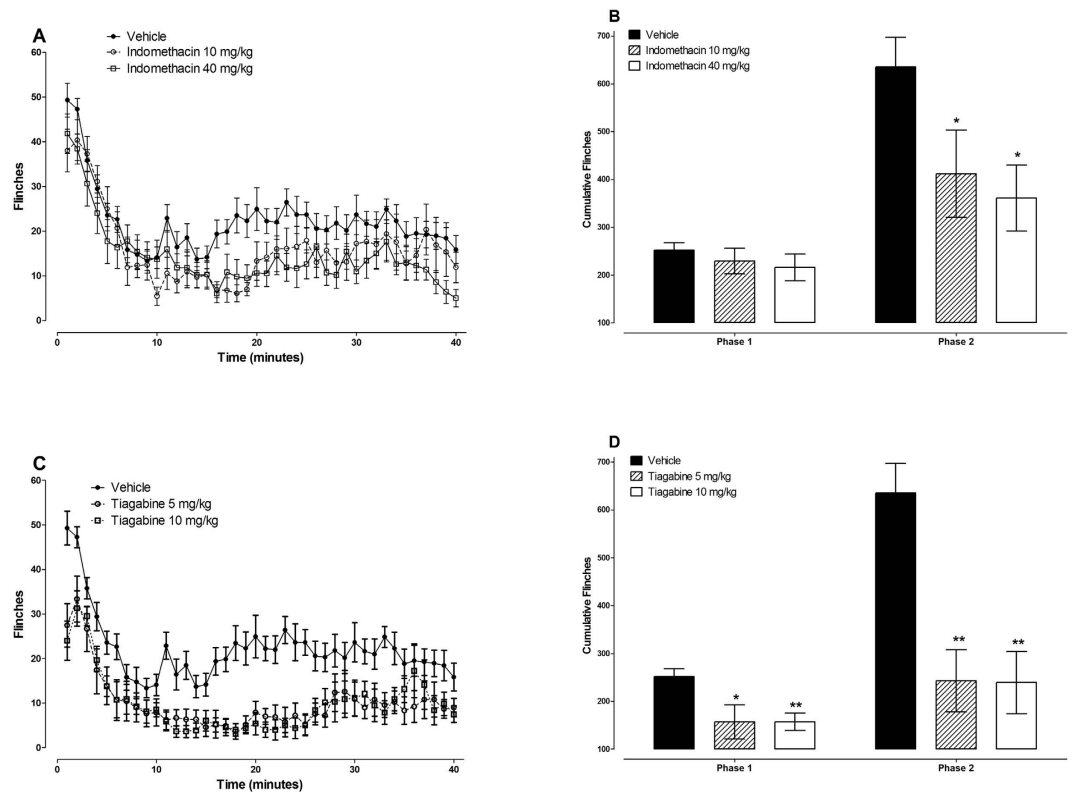 A
Vehicle
Indomethacin 10 mg/kg
Indomethacin 40 mg/kg
60
50
40
30
20
10
0
Flinches
0 10 20 30 40
Time (minutes)
B
Vehicle
Indomethacin 10 mg/kg
Indomethacin 40 mg/kg
700
600
500
400
300
200
100
Cumulative Flinches
*
*
Phase 1 Phase 2
C
Vehicle
Tiagabine 5 mg/kg
Tiagabine 10 mg/kg
60
50
40
30
20
10
0
Flinches
0 10 20 30 40
Time (minutes)
D
Vehicle
Tiagabine 5 mg/kg
Tiagabine 10 mg/kg
700
600
500
400
300
200
100
Cumulative Flinches
* **
** **
Phase 1 Phase 2